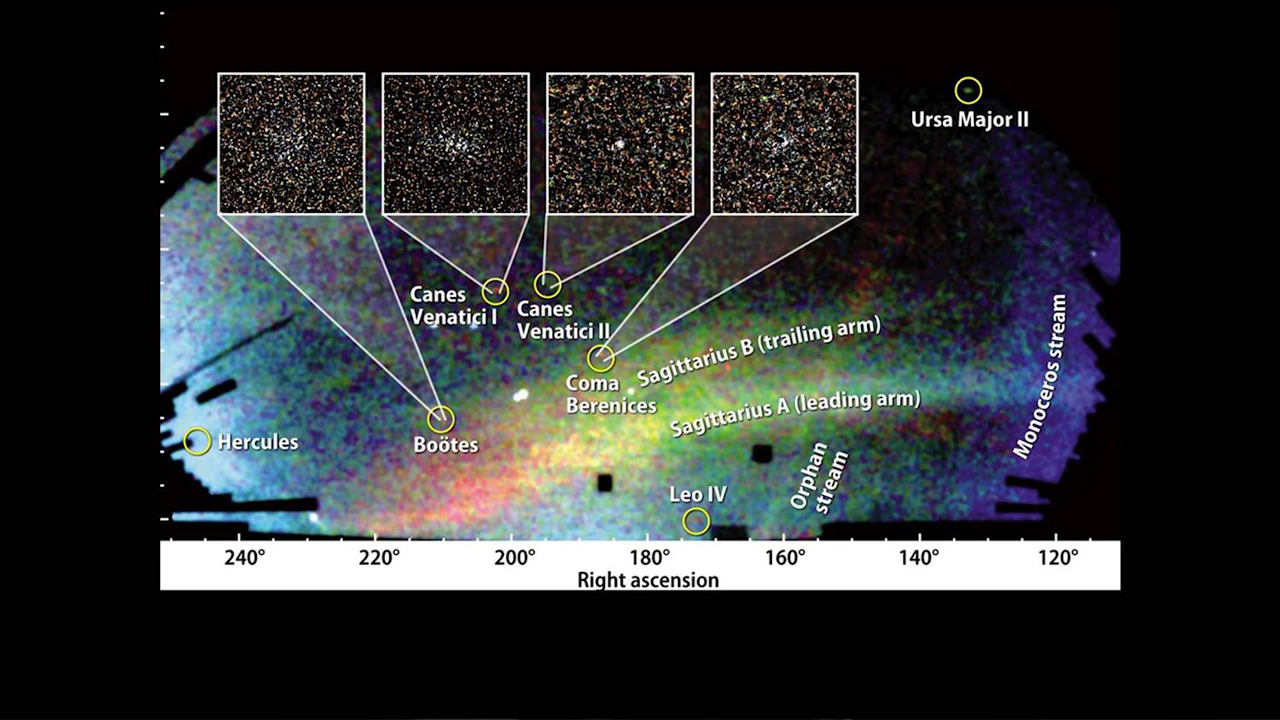 Ursa Major II
Canes
Venatici I
Canes
Venatici II
Sagittarius B (trailing arm)
Coma
Berenices
Sagittarius A (leading arm)
Monoceros stream
Hercules
Boötes
Orphan
stream
Leo IV
240° 220° 200° 180° 160° 140° 120°
Right ascension